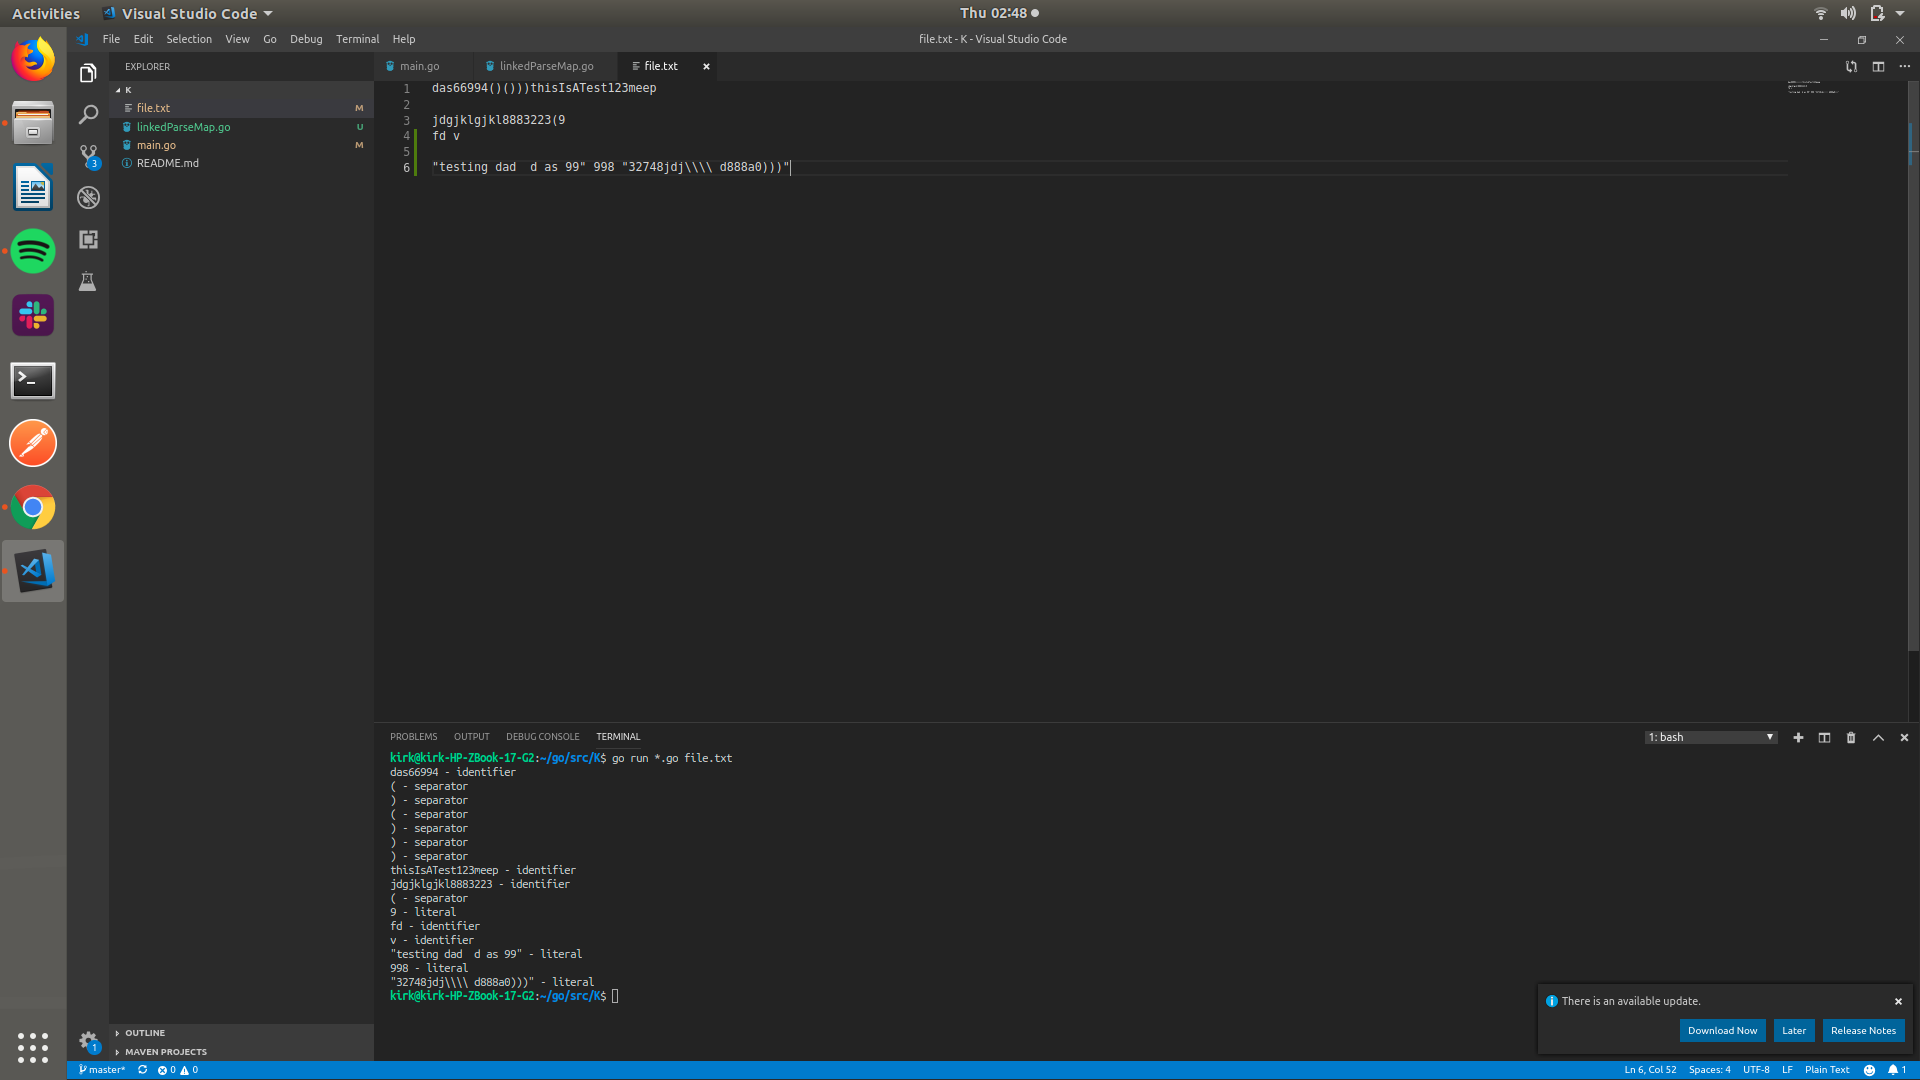 Activities Visual Studio Code Thu 02:48
File Edit Selection View Go Debug Terminal Help file.txt - K - Visual Studio Code
EXPLORER
K
file.txt M
linkedParseMap.go U
main.go M
README.md
3
main.go linkedParseMap.go file.txt
1 das66994()()))thisIsATest123meep
2
3 jdgjklgjkl8883223(9
4 fd v
5
6 "testing dad  d as 99" 998 "32748jdj\\\\ d888a0)))"
PROBLEMS OUTPUT DEBUG CONSOLE TERMINAL 1: bash
kirk@kirk-HP-ZBook-17-G2:~/go/src/K$ go run *.go file.txt
das66994 - identifier
( - separator
) - separator
( - separator
) - separator
) - separator
) - separator
thisIsATest123meep - identifier
jdgjklgjkl8883223 - identifier
( - separator
9 - literal
fd - identifier
v - identifier
"testing dad  d as 99" - literal
998 - literal
"32748jdj\\\\ d888a0)))" - literal
kirk@kirk-HP-ZBook-17-G2:~/go/src/K$
There is an available update.
Download Now Later Release Notes
OUTLINE
1
MAVEN PROJECTS
master* 0 0 Ln 6, Col 52 Spaces: 4 UTF-8 LF Plain Text 1